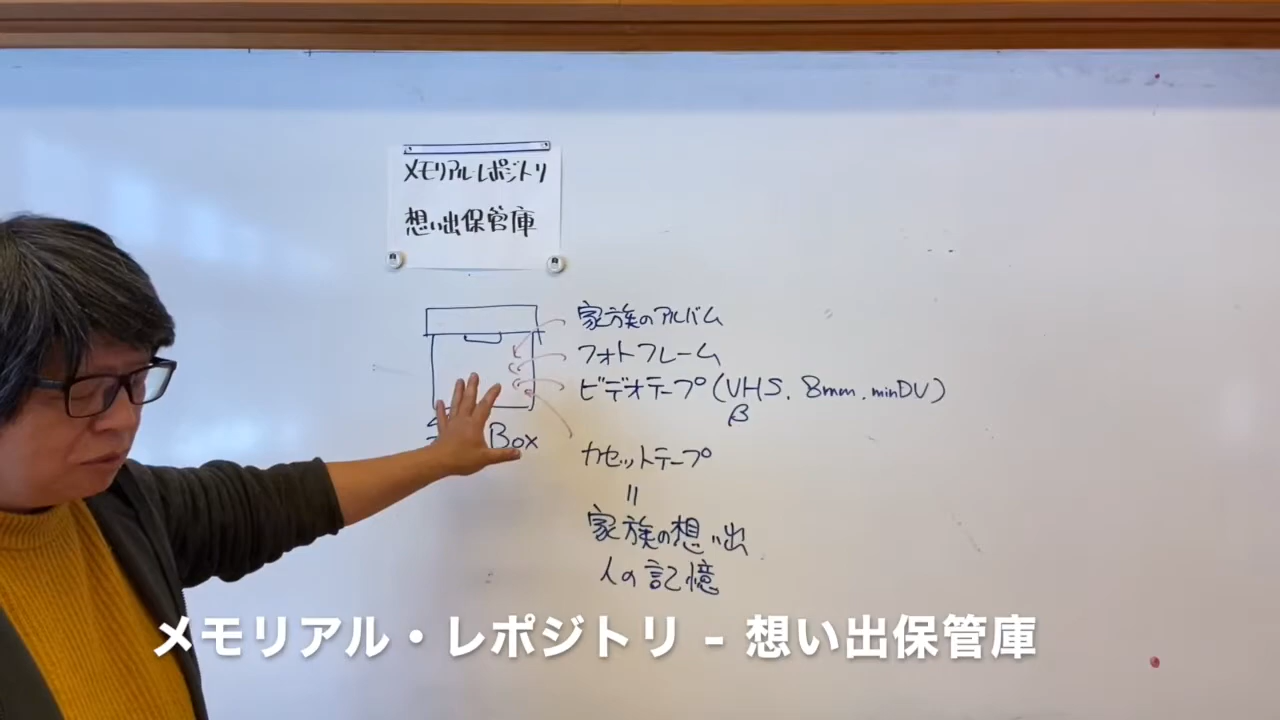 メモリアル・レポジトリ
想い出保管庫
家族のアルバム
フォトフレーム
ビデオテープ(VHS. 8mm. minDV)
β
Box
カセットテープ
〃
家族の想い出
人の記憶
メモリアル・レポジトリ - 想い出保管庫